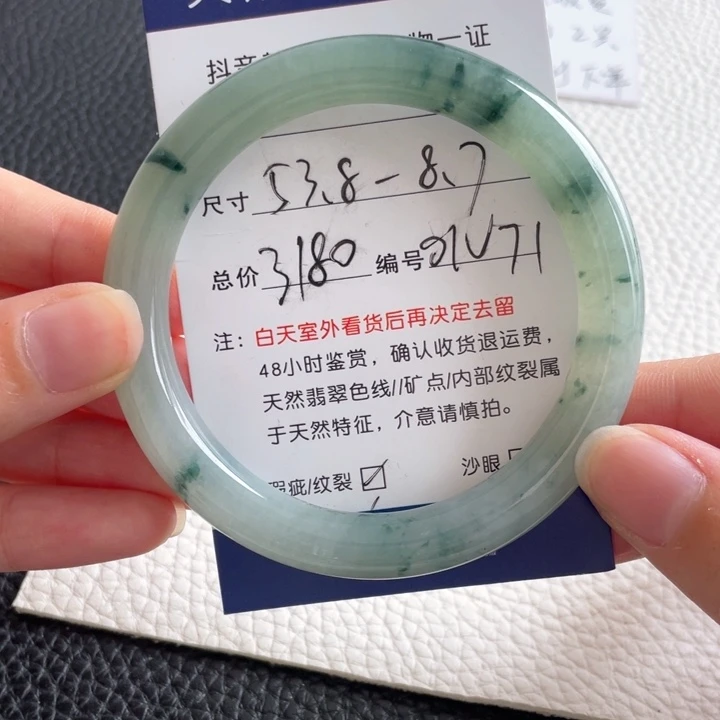 抖音
物一证
尺寸 53.8-8.7
总价 3180 编号 01V71
注：白天室外看货后再决定去留
48小时鉴赏，确认收货退运费，
天然翡翠色线//矿点/内部纹裂属
于天然特征，介意请慎拍。
瑕疵/纹裂 ☑ 沙眼